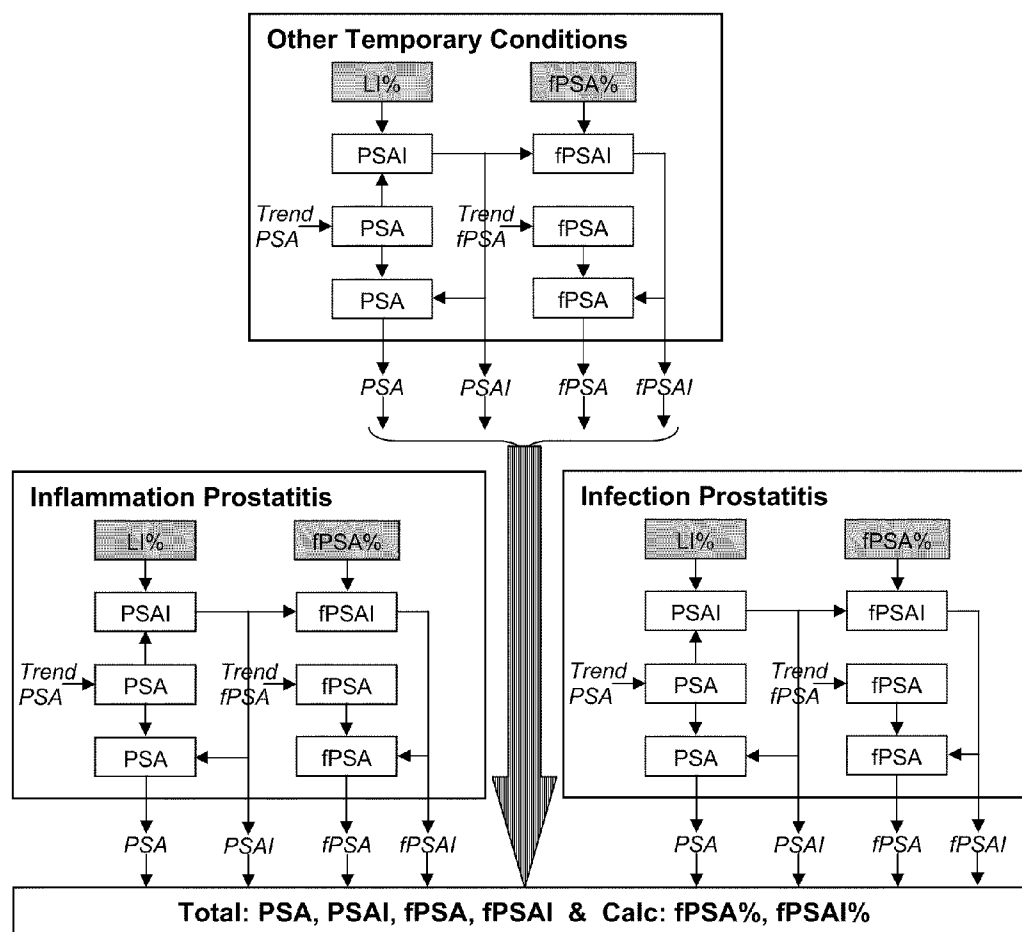 Other Temporary Conditions
LI%
fPSA%
PSAI
fPSAI
Trend
PSA
PSA
Trend
fPSA
fPSA
PSA
fPSA
PSA
PSAI
fPSA
fPSAI
Inflammation Prostatitis
LI%
fPSA%
PSAI
fPSAI
Trend
PSA
PSA
Trend
fPSA
fPSA
PSA
fPSA
PSA
PSAI
fPSA
fPSAI
Infection Prostatitis
LI%
fPSA%
PSAI
fPSAI
Trend
PSA
PSA
Trend
fPSA
fPSA
PSA
fPSA
PSA
PSAI
fPSA
fPSAI
Total: PSA, PSAI, fPSA, fPSAI & Calc: fPSA%, fPSAI%